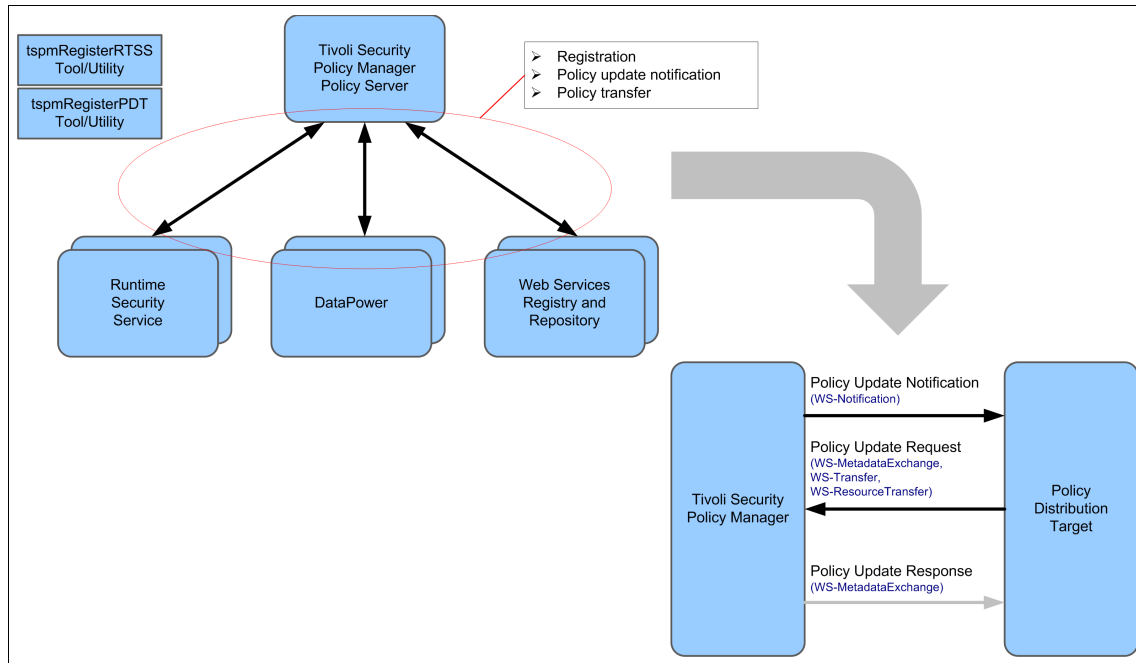 tspmRegisterRTSS
Tool/Utility
tspmRegisterPDT
Tool/Utility
Tivoli Security
Policy Manager
Policy Server
➢ Registration
➢ Policy update notification
➢ Policy transfer
Runtime
Security
Service
DataPower
Web Services
Registry and
Repository
Tivoli Security
Policy Manager
Policy Update Notification
(WS-Notification)
Policy Update Request
(WS-MetadataExchange,
WS-Transfer,
WS-ResourceTransfer)
Policy Update Response
(WS-MetadataExchange)
Policy
Distribution
Target